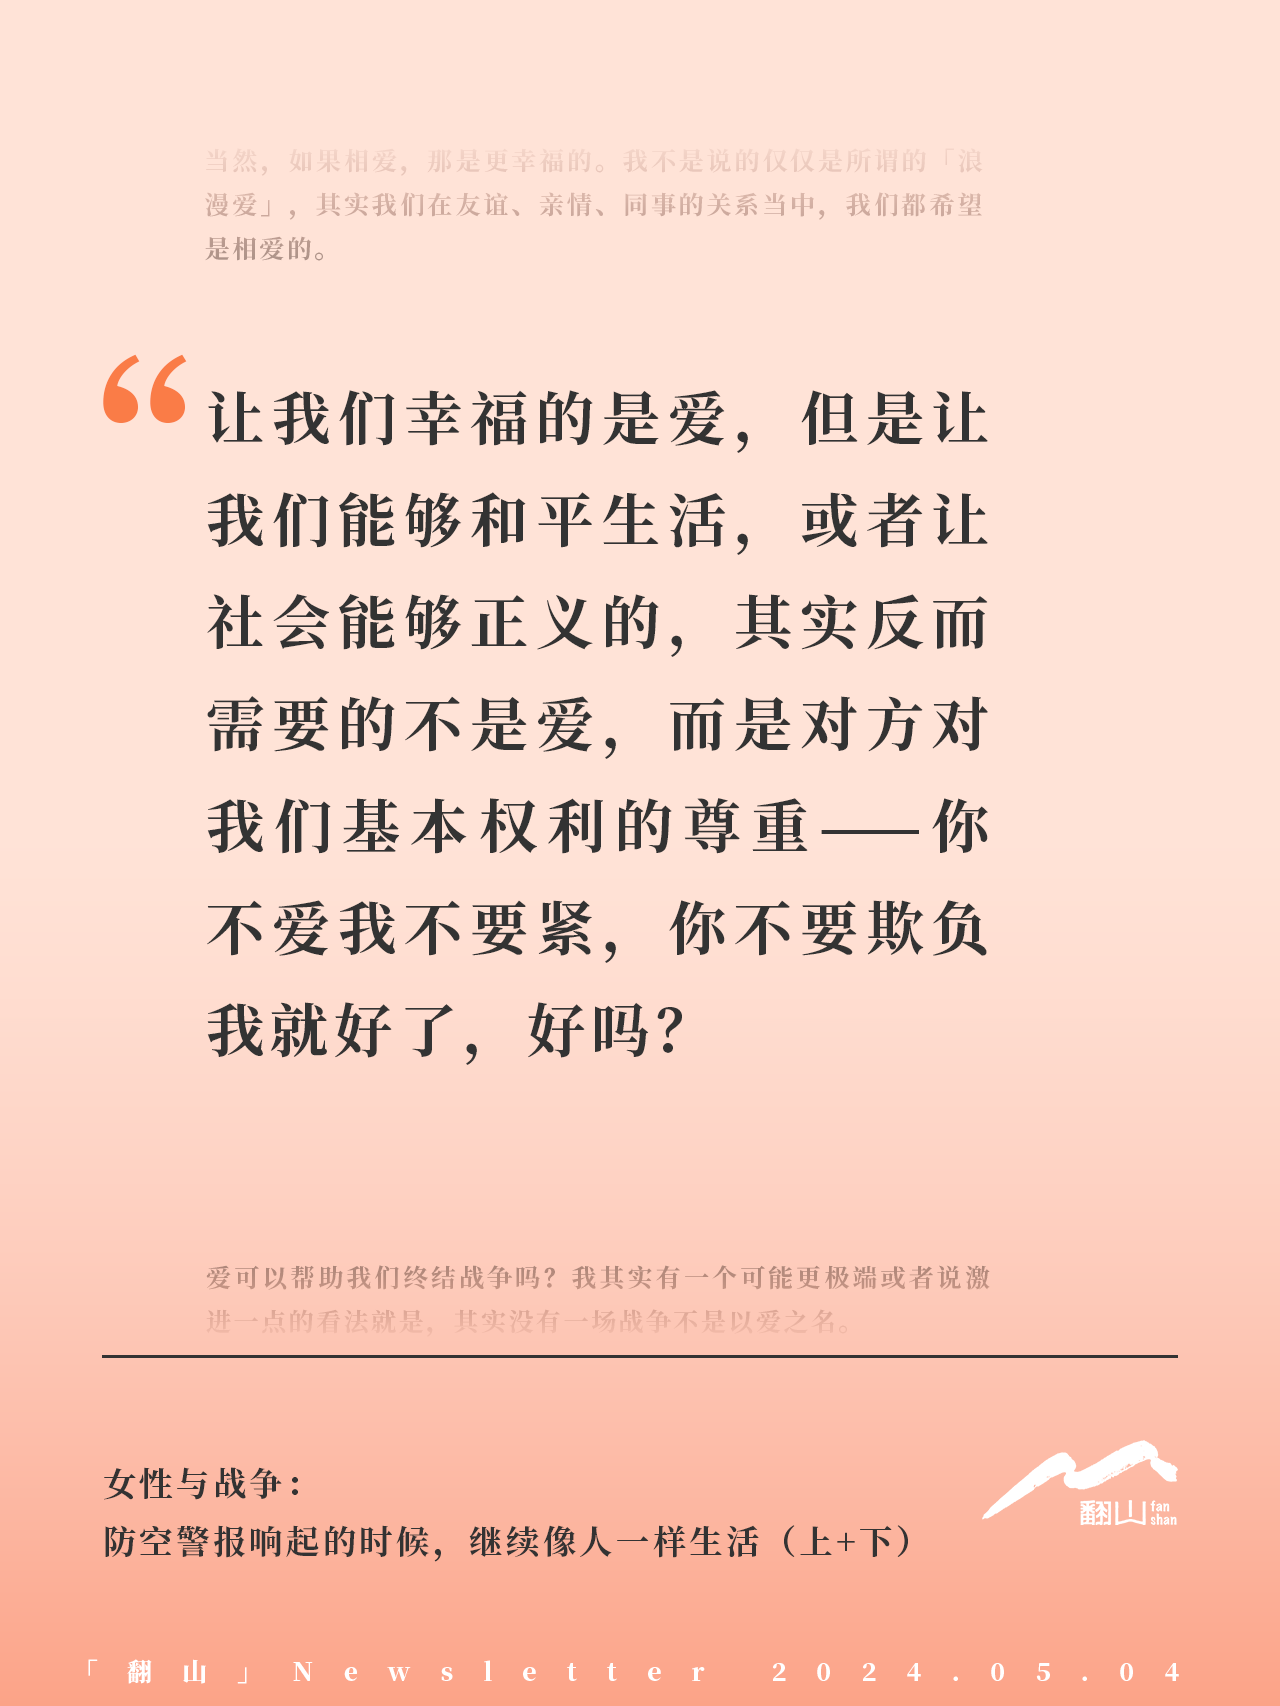 当然，如果相爱，那是更幸福的。我不是说的仅仅是所谓的「浪
漫爱」，其实我们在友谊、亲情、同事的关系当中，我们都希望
是相爱的。
“让我们幸福的是爱，但是让
我们能够和平生活，或者让
社会能够正义的，其实反而
需要的不是爱，而是对方对
我们基本权利的尊重——你
不爱我不要紧，你不要欺负
我就好了，好吗？
爱可以帮助我们终结战争吗？我其实有一个可能更极端或者说激
进一点的看法就是，其实没有一场战争不是以爱之名。
女性与战争：
防空警报响起的时候，继续像人一样生活（上+下）
翻山 fan
shan
「翻山」Newsletter 2024.05.04